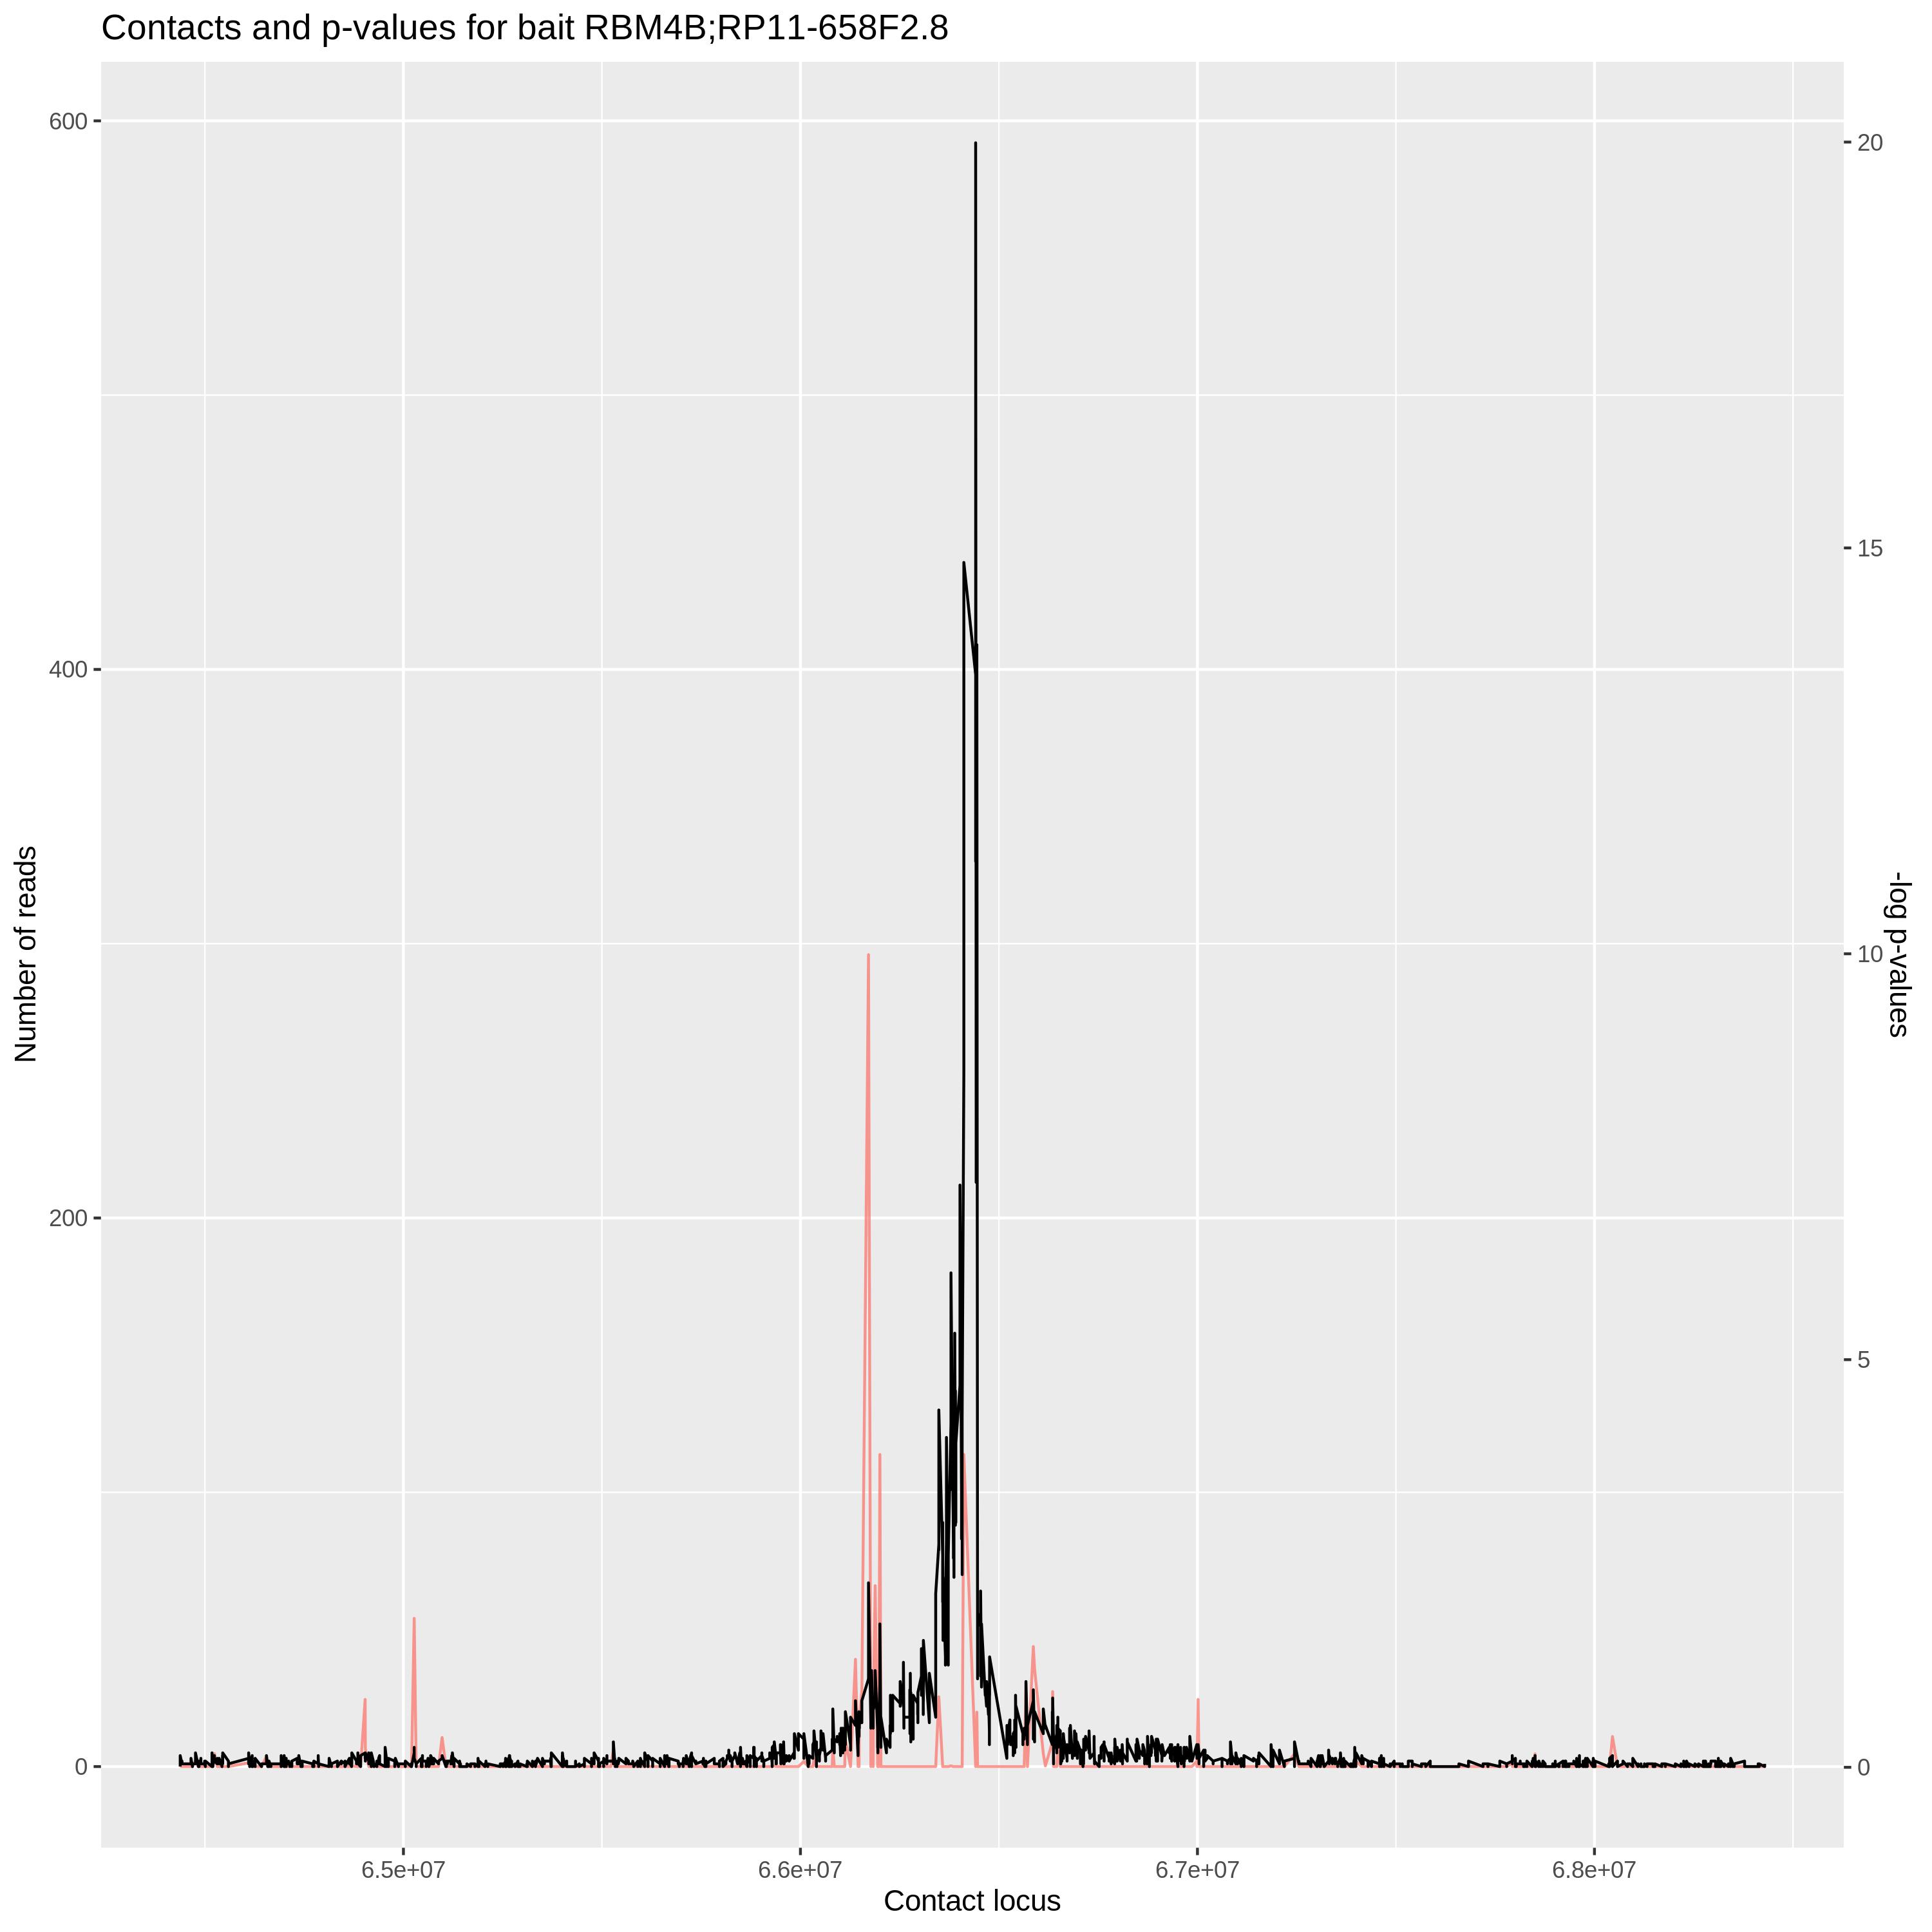 Contacts and p-values for bait RBM4B;RP11-658F2.8
600
400
200
0
Number of reads
20
15
10
5
0
-log p-values
6.5e+07 6.6e+07 6.7e+07 6.8e+07
Contact locus